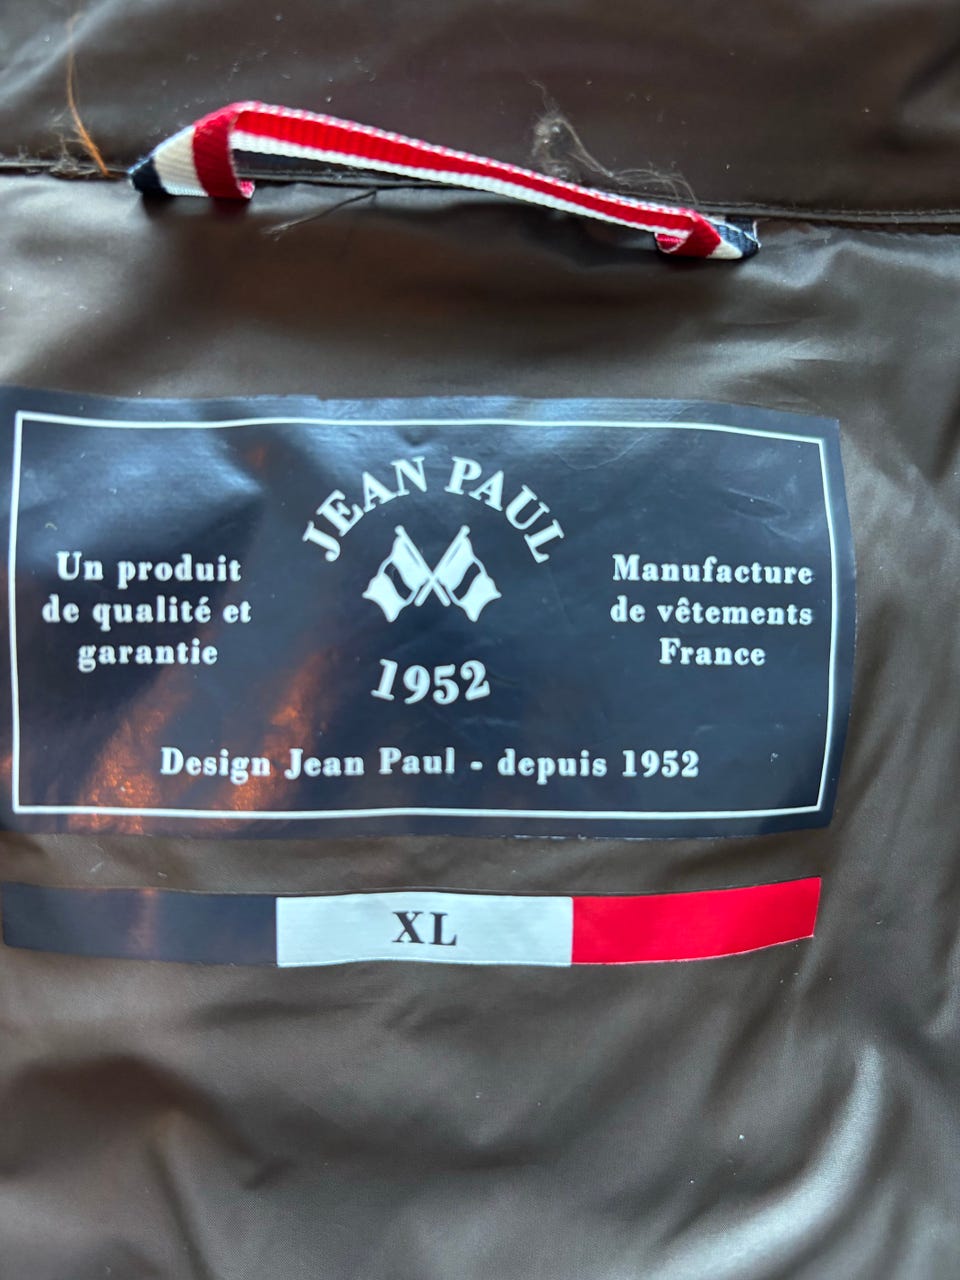 JEAN PAUL
Un produit
de qualité et
garantie
Manufacture
de vêtements
France
1952
Design Jean Paul - depuis 1952
XL